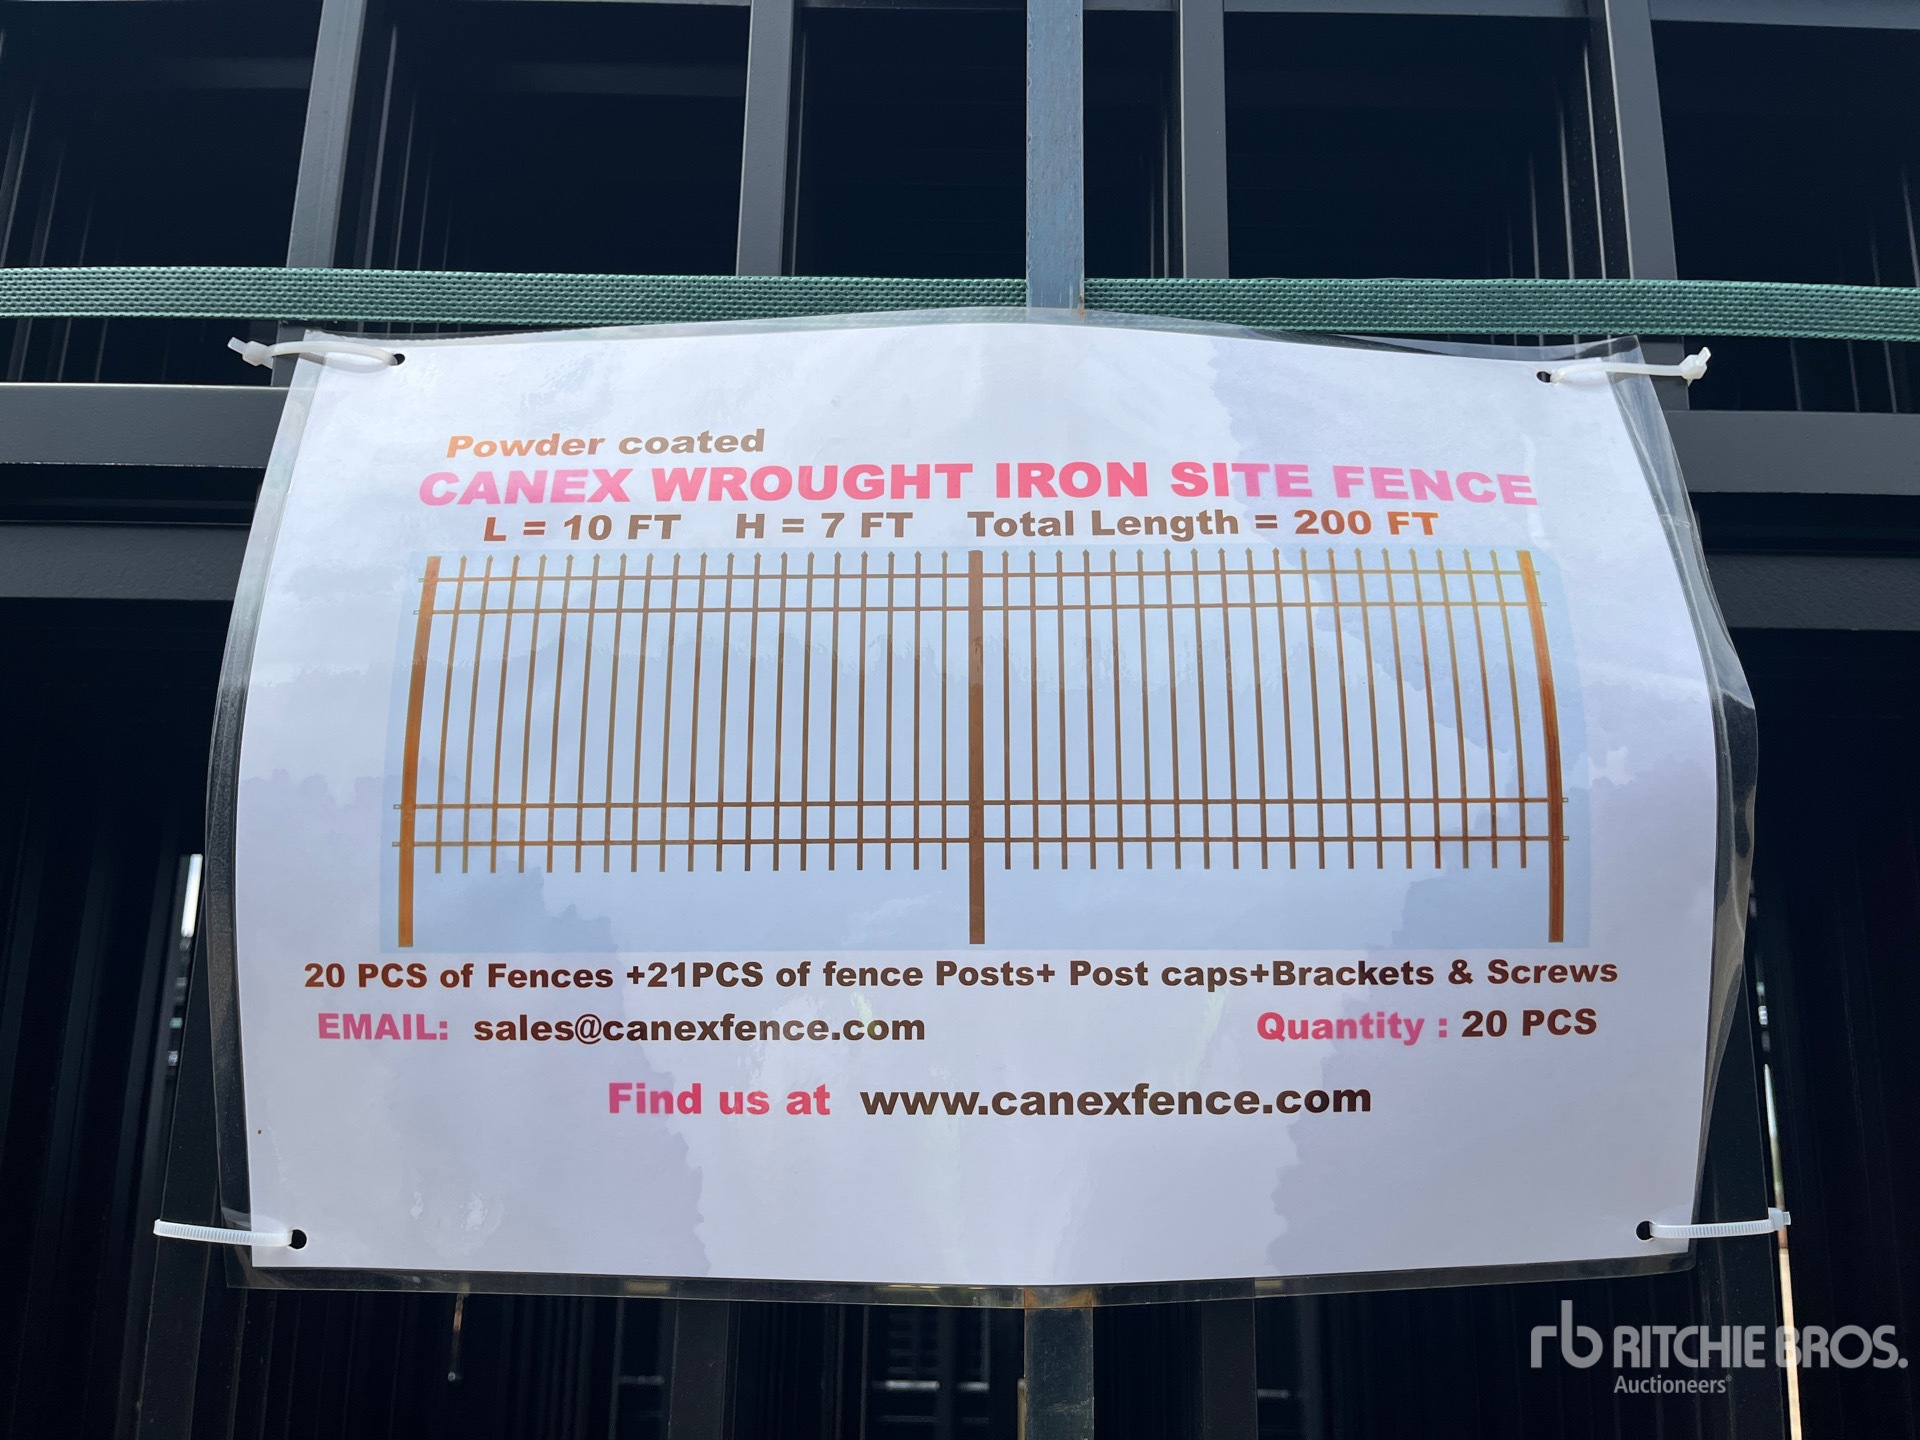 Powder coated
CANEX WROUGHT IRON SITE FENCE
L = 10 FT H = 7 FT Total Length = 200 FT
20 PCS of Fences +21PCS of fence Posts+ Post caps+Brackets & Screws
EMAIL: sales@canexfence.com Quantity : 20 PCS
Find us at www.canexfence.com
rb RITCHIE BROS.
Auctioneers®